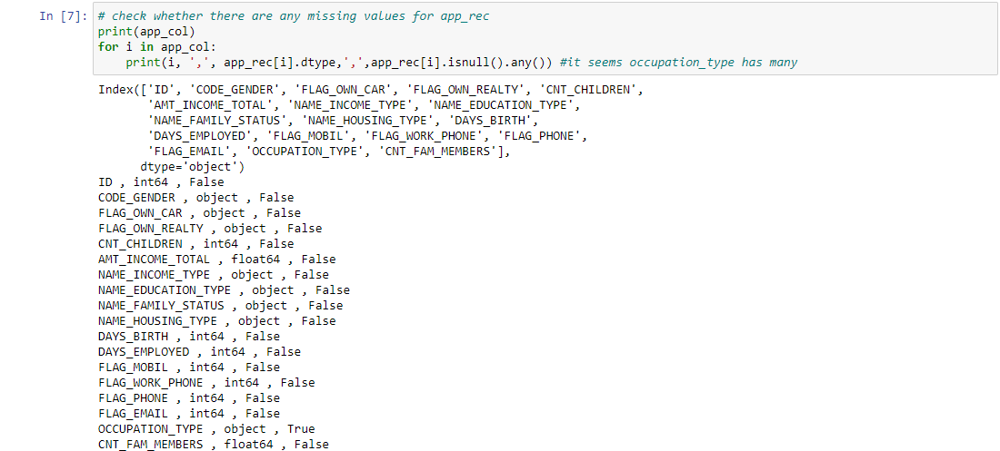 In [7]: # check whether there are any missing values for app_rec
print(app_col)
for i in app_col:
    print(i, ',', app_rec[i].dtype,',',app_rec[i].isnull().any()) #it seems occupation_type has many
Index(['ID', 'CODE_GENDER', 'FLAG_OWN_CAR', 'FLAG_OWN_REALTY', 'CNT_CHILDREN',
       'AMT_INCOME_TOTAL', 'NAME_INCOME_TYPE', 'NAME_EDUCATION_TYPE',
       'NAME_FAMILY_STATUS', 'NAME_HOUSING_TYPE', 'DAYS_BIRTH',
       'DAYS_EMPLOYED', 'FLAG_MOBIL', 'FLAG_WORK_PHONE', 'FLAG_PHONE',
       'FLAG_EMAIL', 'OCCUPATION_TYPE', 'CNT_FAM_MEMBERS'],
      dtype='object')
ID , int64 , False
CODE_GENDER , object , False
FLAG_OWN_CAR , object , False
FLAG_OWN_REALTY , object , False
CNT_CHILDREN , int64 , False
AMT_INCOME_TOTAL , float64 , False
NAME_INCOME_TYPE , object , False
NAME_EDUCATION_TYPE , object , False
NAME_FAMILY_STATUS , object , False
NAME_HOUSING_TYPE , object , False
DAYS_BIRTH , int64 , False
DAYS_EMPLOYED , int64 , False
FLAG_MOBIL , int64 , False
FLAG_WORK_PHONE , int64 , False
FLAG_PHONE , int64 , False
FLAG_EMAIL , int64 , False
OCCUPATION_TYPE , object , True
CNT_FAM_MEMBERS , float64 , False